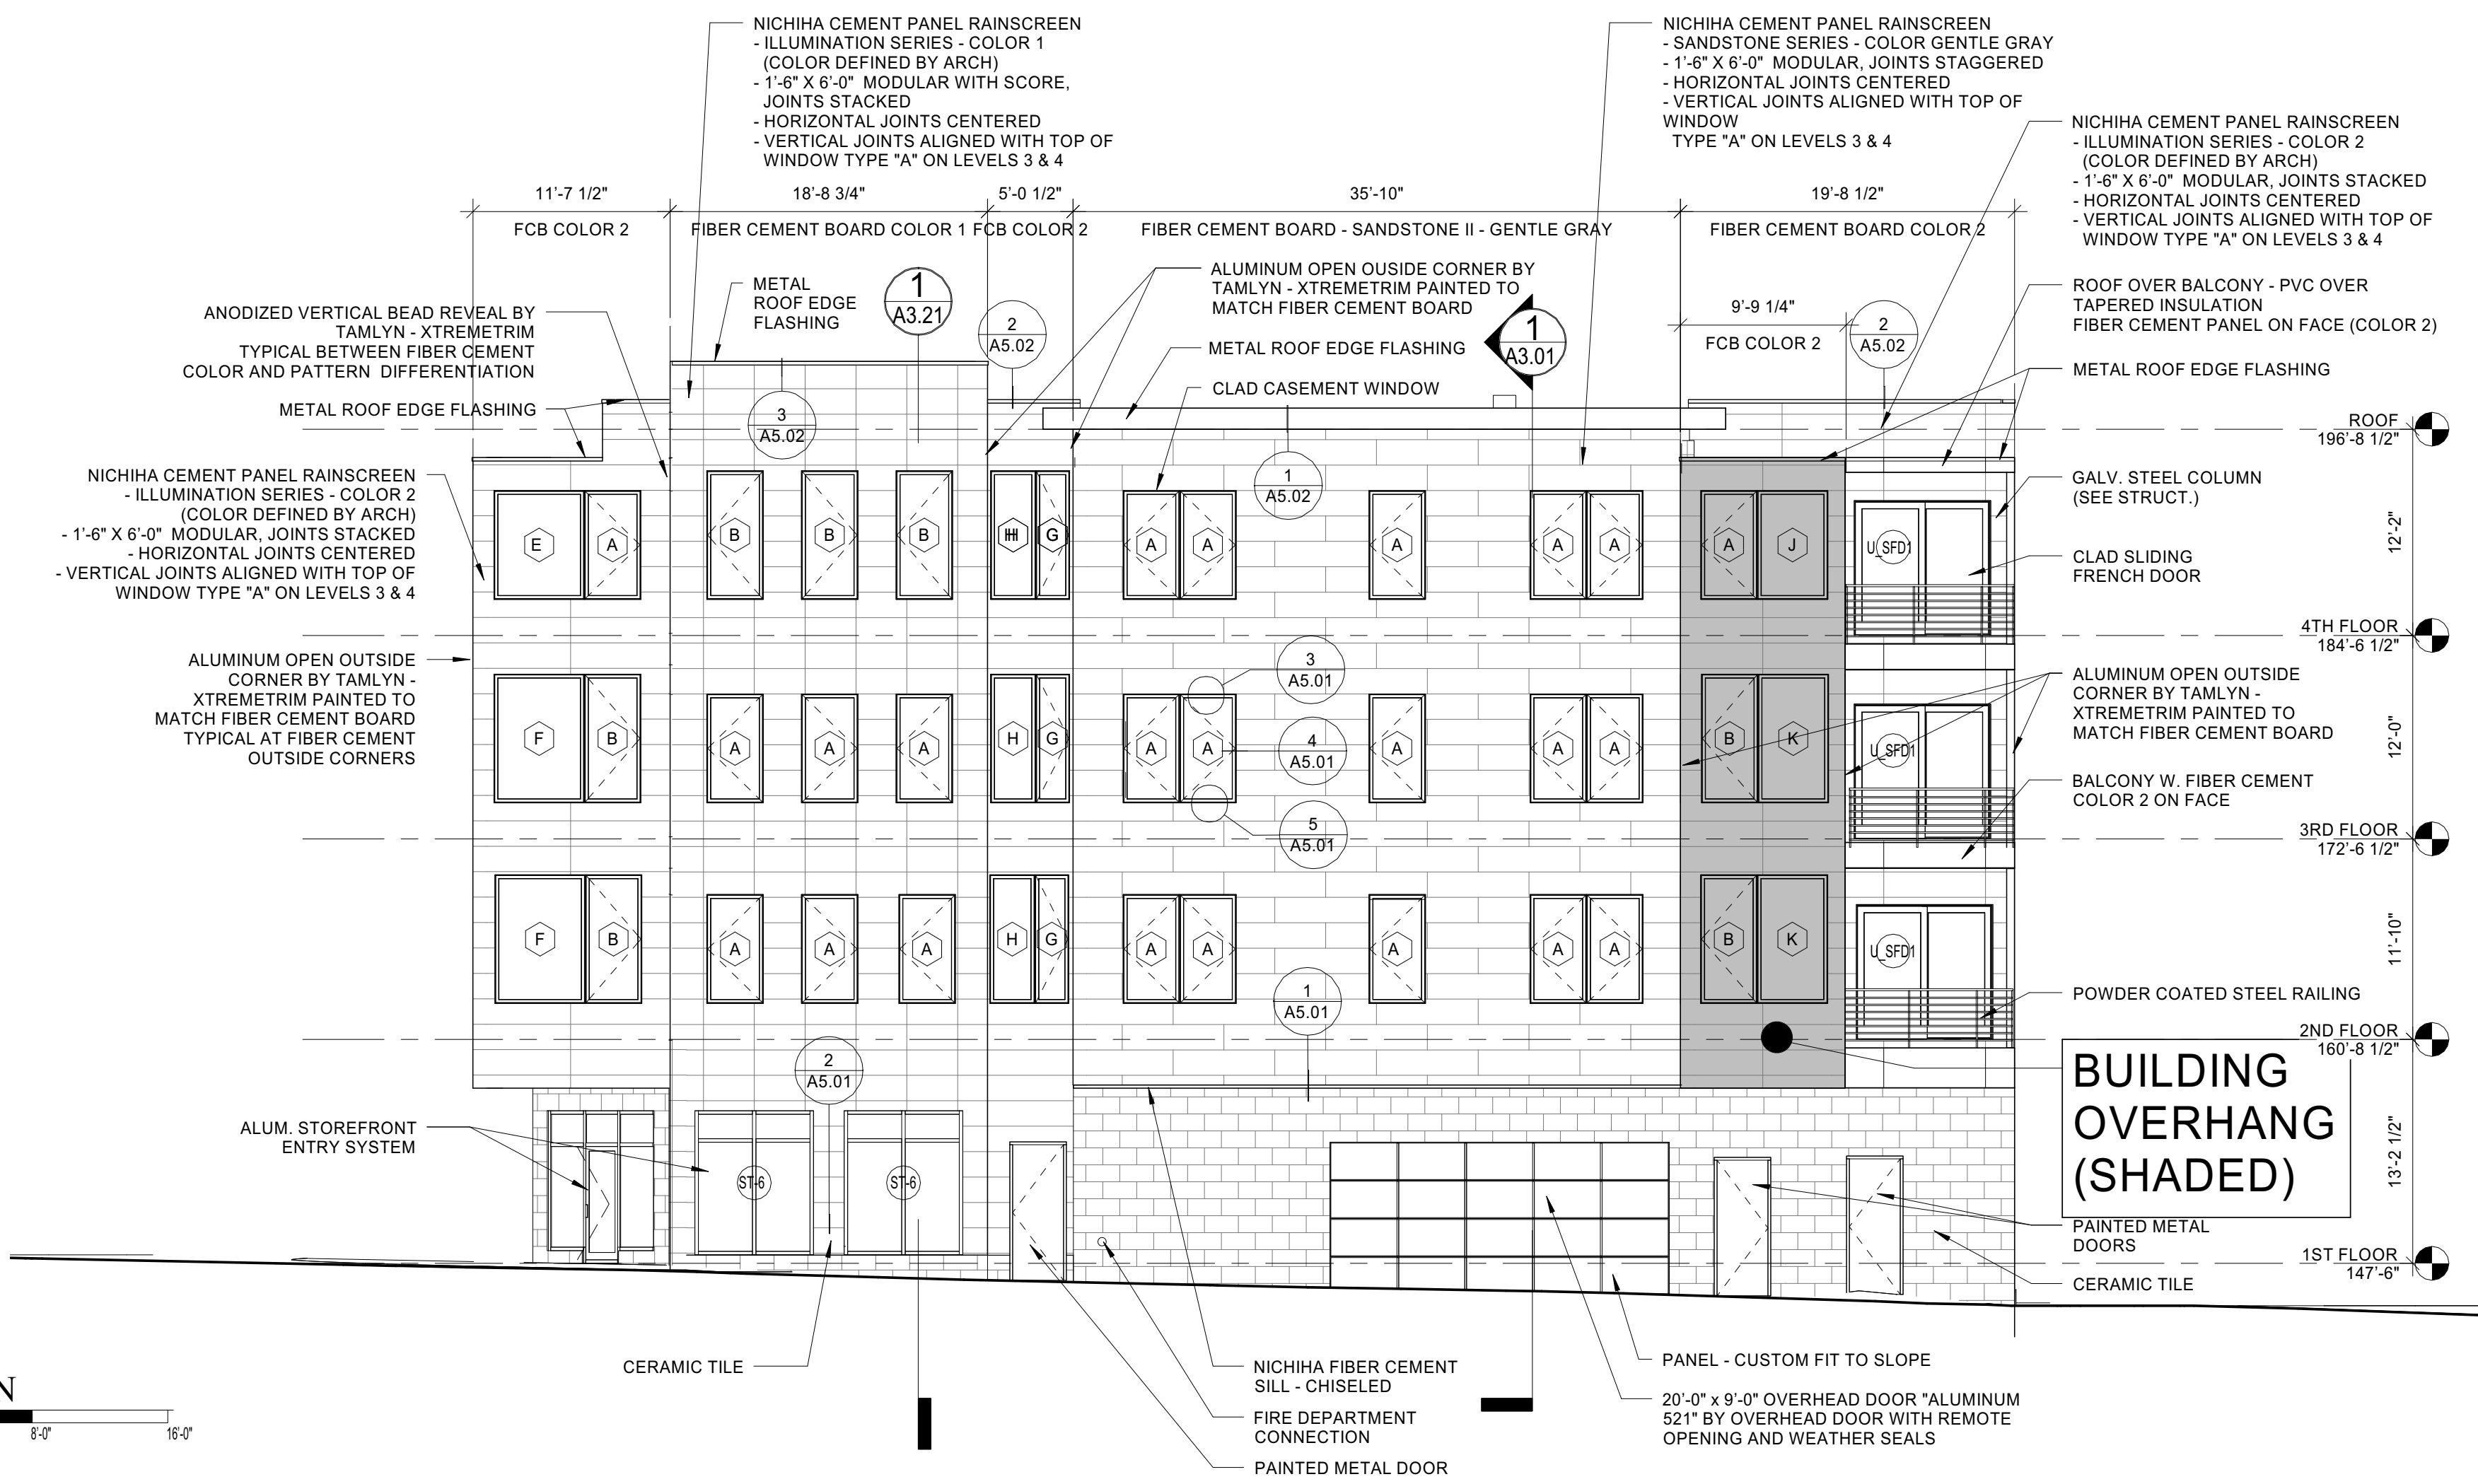 NICHIHA CEMENT PANEL RAINSCREEN
- ILLUMINATION SERIES - COLOR 1
(COLOR DEFINED BY ARCH)
- 1'-6" X 6'-0" MODULAR WITH SCORE,
JOINTS STACKED
- HORIZONTAL JOINTS CENTERED
- VERTICAL JOINTS ALIGNED WITH TOP OF
WINDOW TYPE "A" ON LEVELS 3 & 4
NICHIHA CEMENT PANEL RAINSCREEN
- SANDSTONE SERIES - COLOR GENTLE GRAY
- 1'-6" X 6'-0" MODULAR, JOINTS STAGGERED
- HORIZONTAL JOINTS CENTERED
- VERTICAL JOINTS ALIGNED WITH TOP OF
WINDOW
TYPE "A" ON LEVELS 3 & 4
NICHIHA CEMENT PANEL RAINSCREEN
- ILLUMINATION SERIES - COLOR 2
(COLOR DEFINED BY ARCH)
- 1'-6" X 6'-0" MODULAR, JOINTS STACKED
- HORIZONTAL JOINTS CENTERED
- VERTICAL JOINTS ALIGNED WITH TOP OF
WINDOW TYPE "A" ON LEVELS 3 & 4
11'-7 1/2"
18'-8 3/4"
5'-0 1/2"
35'-10"
19'-8 1/2"
FCB COLOR 2
FIBER CEMENT BOARD COLOR 1
FCB COLOR 2
FIBER CEMENT BOARD - SANDSTONE II - GENTLE GRAY
FIBER CEMENT BOARD COLOR 2
METAL
ROOF EDGE
FLASHING
1
A3.21
2
A5.02
ALUMINUM OPEN OUSIDE CORNER BY
TAMLYN - XTREMETRIM PAINTED TO
MATCH FIBER CEMENT BOARD
METAL ROOF EDGE FLASHING
CLAD CASEMENT WINDOW
1
A3.01
9'-9 1/4"
FCB COLOR 2
2
A5.02
ROOF OVER BALCONY - PVC OVER
TAPERED INSULATION
FIBER CEMENT PANEL ON FACE (COLOR 2)
METAL ROOF EDGE FLASHING
ANODIZED VERTICAL BEAD REVEAL BY
TAMLYN - XTREMETRIM
TYPICAL BETWEEN FIBER CEMENT
COLOR AND PATTERN DIFFERENTIATION
METAL ROOF EDGE FLASHING
3
A5.02
1
A5.02
ROOF
196'-8 1/2"
NICHIHA CEMENT PANEL RAINSCREEN
- ILLUMINATION SERIES - COLOR 2
(COLOR DEFINED BY ARCH)
- 1'-6" X 6'-0" MODULAR, JOINTS STACKED
- HORIZONTAL JOINTS CENTERED
- VERTICAL JOINTS ALIGNED WITH TOP OF
WINDOW TYPE "A" ON LEVELS 3 & 4
GALV. STEEL COLUMN
(SEE STRUCT.)
CLAD SLIDING
FRENCH DOOR
12'-2"
E A B B B G A A A A A A J U_SFD1
4TH FLOOR
184'-6 1/2"
ALUMINUM OPEN OUTSIDE
CORNER BY TAMLYN -
XTREMETRIM PAINTED TO
MATCH FIBER CEMENT BOARD
TYPICAL AT FIBER CEMENT
OUTSIDE CORNERS
3
A5.01
4
A5.01
5
A5.01
F B A A A H G A A A A A B K U_SFD1
ALUMINUM OPEN OUTSIDE
CORNER BY TAMLYN -
XTREMETRIM PAINTED TO
MATCH FIBER CEMENT BOARD
12'-0"
BALCONY W. FIBER CEMENT
COLOR 2 ON FACE
3RD FLOOR
172'-6 1/2"
F B A A A H G A A A A A B K U_SFD1
11'-10"
1
A5.01
2
A5.01
POWDER COATED STEEL RAILING
2ND FLOOR
160'-8 1/2"
BUILDING
OVERHANG
(SHADED)
13'-2 1/2"
ALUM. STOREFRONT
ENTRY SYSTEM
ST-6
ST-6
PAINTED METAL
DOORS
1ST FLOOR
147'-6"
CERAMIC TILE
CERAMIC TILE
NICHIHA FIBER CEMENT
SILL - CHISELED
FIRE DEPARTMENT
CONNECTION
PAINTED METAL DOOR
PANEL - CUSTOM FIT TO SLOPE
20'-0" x 9'-0" OVERHEAD DOOR "ALUMINUM
521" BY OVERHEAD DOOR WITH REMOTE
OPENING AND WEATHER SEALS
N
8'-0"
16'-0"